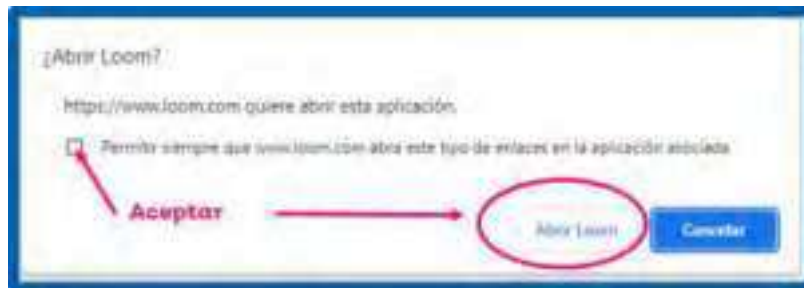 ¿Abrir Loom?
https://www.loom.com quiere abrir esta aplicación.
Permitir siempre que www.loom.com abra este tipo de enlaces en la aplicación asociada
Aceptar
Abrir Loom
Cancelar